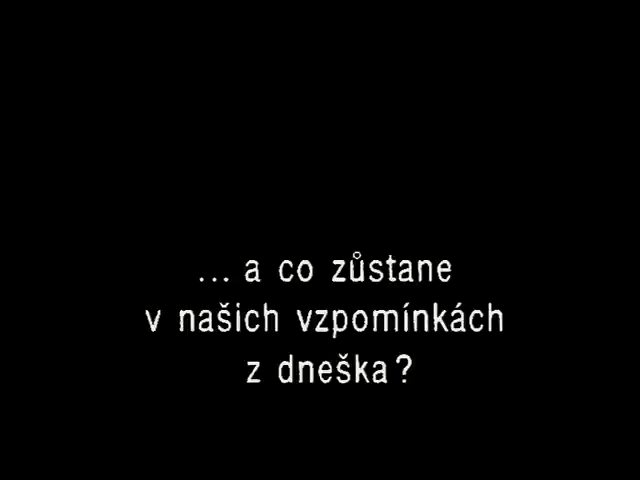 ... a co zůstane
v našich vzpomínkách
z dneška?